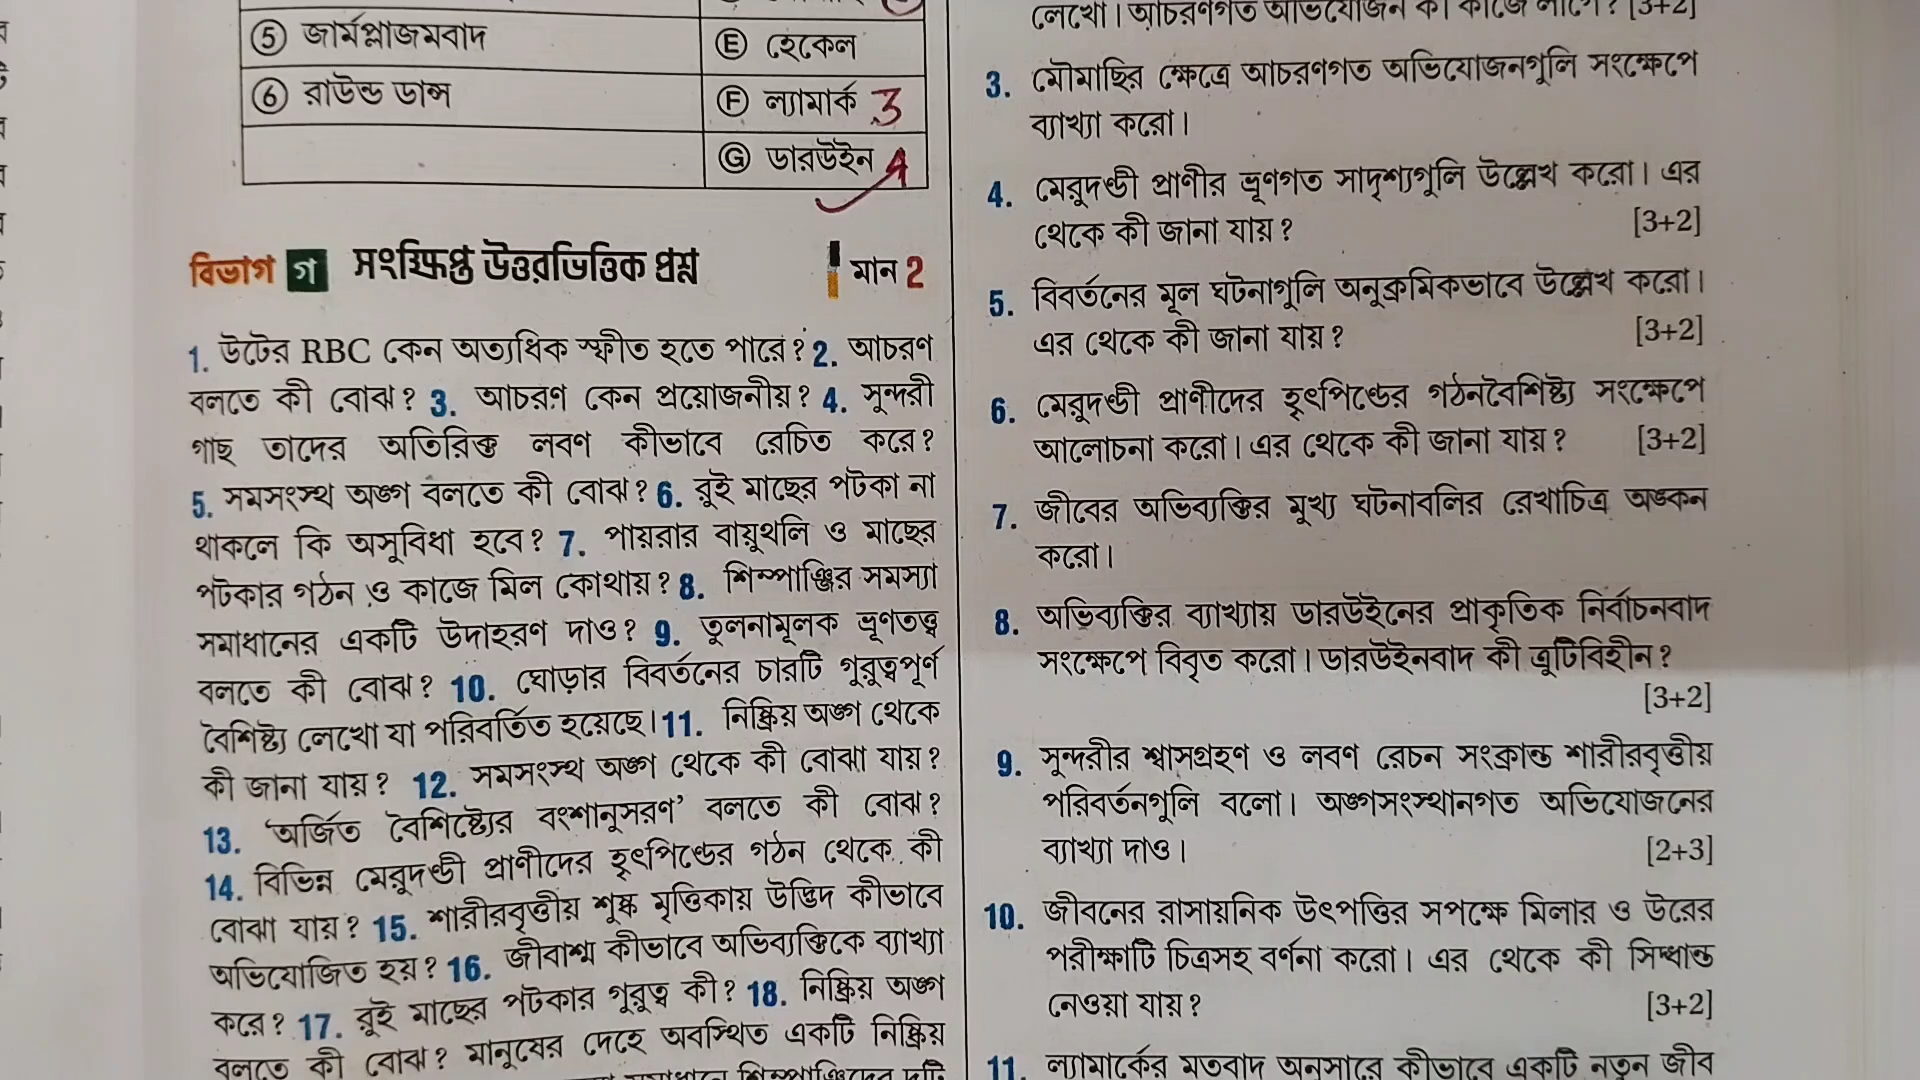 ⑤ জার্মপ্লাজমবাদ
Ⓔ হেকেল
⑥ রাউন্ড ডান্স
Ⓕ ল্যামার্ক 3
Ⓖ ডারউইন 4
বিভাগ গ সংক্ষিপ্ত উত্তরভিত্তিক প্রশ্ন মান 2
1. উটের RBC কেন অত্যধিক স্ফীত হতে পারে? 2. আচরণ
বলতে কী বোঝ? 3. আচরণ কেন প্রয়োজনীয়? 4. সুন্দরী
গাছ তাদের অতিরিক্ত লবণ কীভাবে রেচিত করে?
5. সমসংস্থ অঙ্গ বলতে কী বোঝ? 6. রুই মাছের পটকা না
থাকলে কি অসুবিধা হবে? 7. পায়রার বায়ুথলি ও মাছের
পটকার গঠন ও কাজে মিল কোথায়? 8. শিম্পাঞ্জির সমস্যা
সমাধানের একটি উদাহরণ দাও? 9. তুলনামূলক ভ্রূণতত্ত্ব
বলতে কী বোঝ? 10. ঘোড়ার বিবর্তনের চারটি গুরুত্বপূর্ণ
বৈশিষ্ট্য লেখো যা পরিবর্তিত হয়েছে। 11. নিষ্ক্রিয় অঙ্গ থেকে
কী জানা যায়? 12. সমসংস্থ অঙ্গ থেকে কী বোঝা যায়?
13. ‘অর্জিত বৈশিষ্ট্যের বংশানুসরণ’ বলতে কী বোঝ?
14. বিভিন্ন মেরুদণ্ডী প্রাণীদের হৃৎপিণ্ডের গঠন থেকে কী
বোঝা যায়? 15. শারীরবৃত্তীয় শুষ্ক মৃত্তিকায় উদ্ভিদ কীভাবে
অভিযোজিত হয়? 16. জীবাশ্ম কীভাবে অভিব্যক্তিকে ব্যাখ্যা
করে? 17. রুই মাছের পটকার গুরুত্ব কী? 18. নিষ্ক্রিয় অঙ্গ
বলতে কী বোঝ? মানুষের দেহে অবস্থিত একটি নিষ্ক্রিয়
লেখো। আচরণগত অভিযোজন কী কাজে লাগে? [3+2]
3. মৌমাছির ক্ষেত্রে আচরণগত অভিযোজনগুলি সংক্ষেপে
ব্যাখ্যা করো।
4. মেরুদণ্ডী প্রাণীর ভ্রূণগত সাদৃশ্যগুলি উল্লেখ করো। এর
থেকে কী জানা যায়? [3+2]
5. বিবর্তনের মূল ঘটনাগুলি অনুক্রমিকভাবে উল্লেখ করো।
এর থেকে কী জানা যায়? [3+2]
6. মেরুদণ্ডী প্রাণীদের হৃৎপিণ্ডের গঠনবৈশিষ্ট্য সংক্ষেপে
আলোচনা করো। এর থেকে কী জানা যায়? [3+2]
7. জীবের অভিব্যক্তির মুখ্য ঘটনাবলির রেখাচিত্র অঙ্কন
করো।
8. অভিব্যক্তির ব্যাখ্যায় ডারউইনের প্রাকৃতিক নির্বাচনবাদ
সংক্ষেপে বিবৃত করো। ডারউইনবাদ কী ত্রুটিবিহীন?
[3+2]
9. সুন্দরীর শ্বাসগ্রহণ ও লবণ রেচন সংক্রান্ত শারীরবৃত্তীয়
পরিবর্তনগুলি বলো। অঙ্গসংস্থানগত অভিযোজনের
ব্যাখ্যা দাও। [2+3]
10. জীবনের রাসায়নিক উৎপত্তির সপক্ষে মিলার ও উরের
পরীক্ষাটি চিত্রসহ বর্ণনা করো। এর থেকে কী সিদ্ধান্ত
নেওয়া যায়? [3+2]
11. ল্যামার্কের মতবাদ অনুসারে কীভাবে একটি নতুন জীব